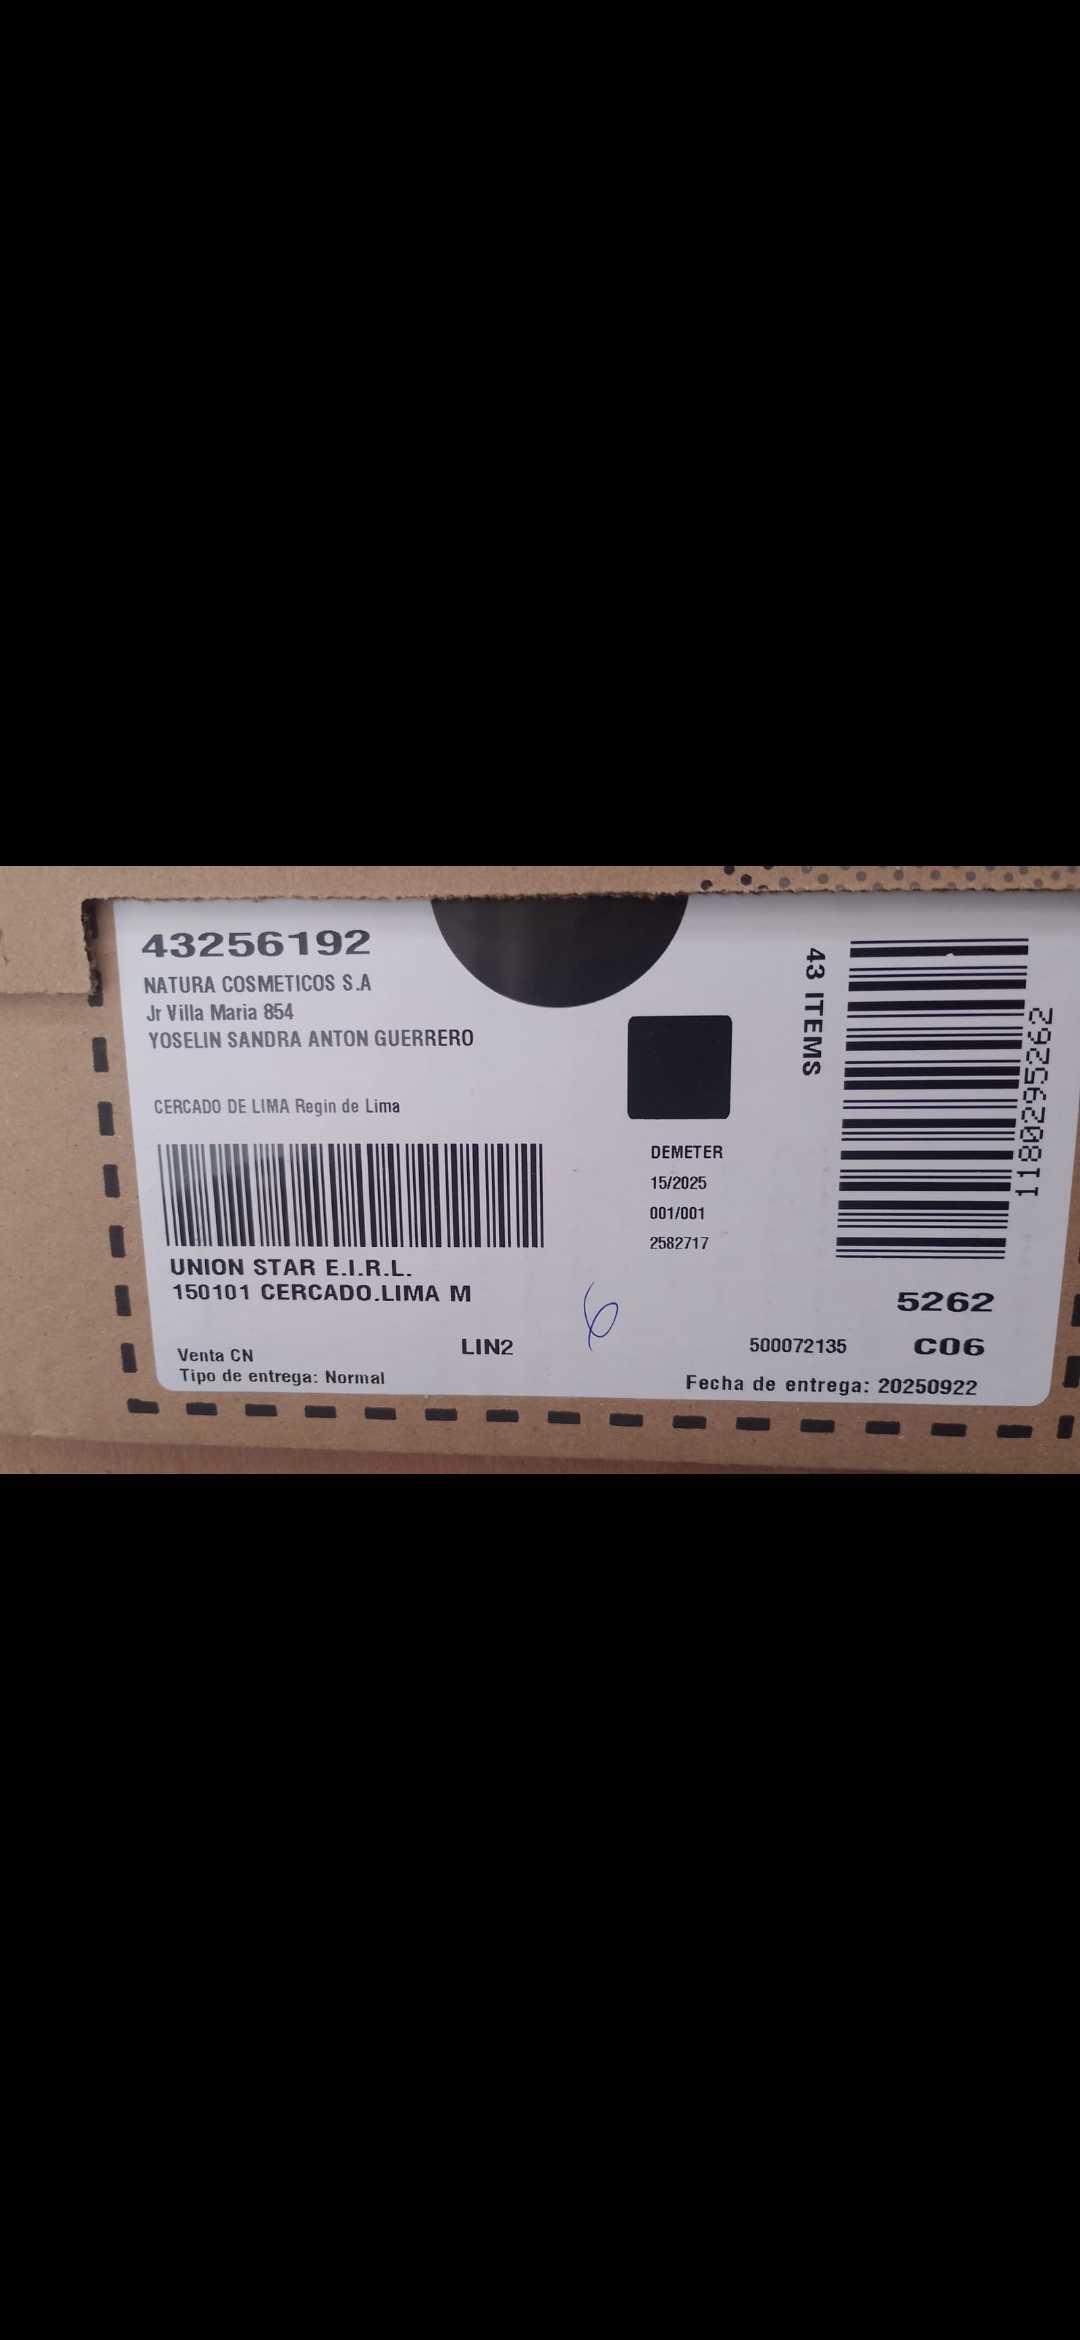 43256192
NATURA COSMETICOS S.A
Jr Villa Maria 854
YOSELIN SANDRA ANTON GUERRERO
CERCADO DE LIMA Regin de Lima
43 ITEMS
1180295262
DEMETER
15/2025
001/001
2582717
UNION STAR E.I.R.L.
150101 CERCADO.LIMA M
6
5262
LIN2
500072135
C06
Venta CN
Tipo de entrega: Normal
Fecha de entrega: 20250922